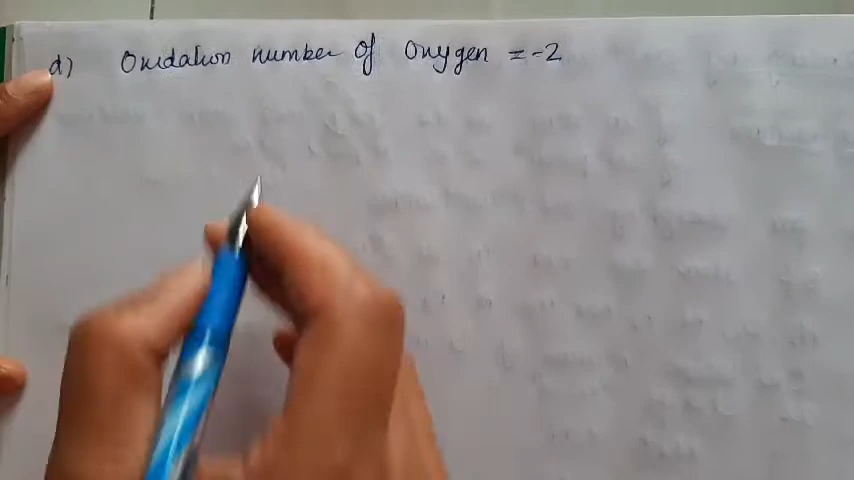 d) Oxidation number of Oxygen = -2